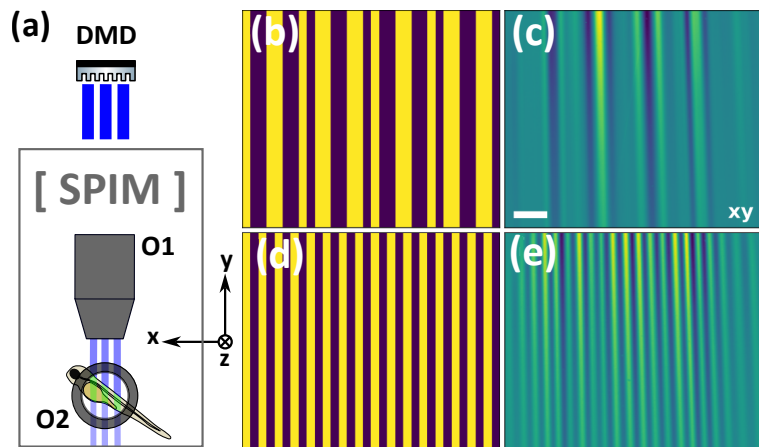 (a)
DMD
[ SPIM ]
O1
y
x
z
O2
(b)
(c)
xy
(d)
(e)